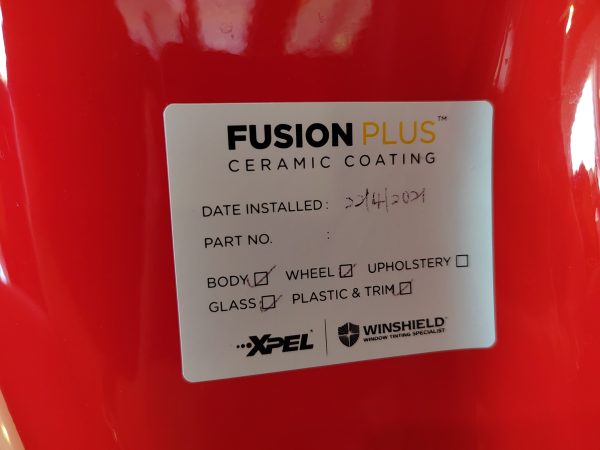 FUSION PLUS™
CERAMIC COATING
DATE INSTALLED: 22/4/2021
PART NO. :
BODY ☑ WHEEL ☑ UPHOLSTERY ☐
GLASS ☑ PLASTIC & TRIM ☑
XPEL® WINSHIELD™
WINDOW TINTING SPECIALIST